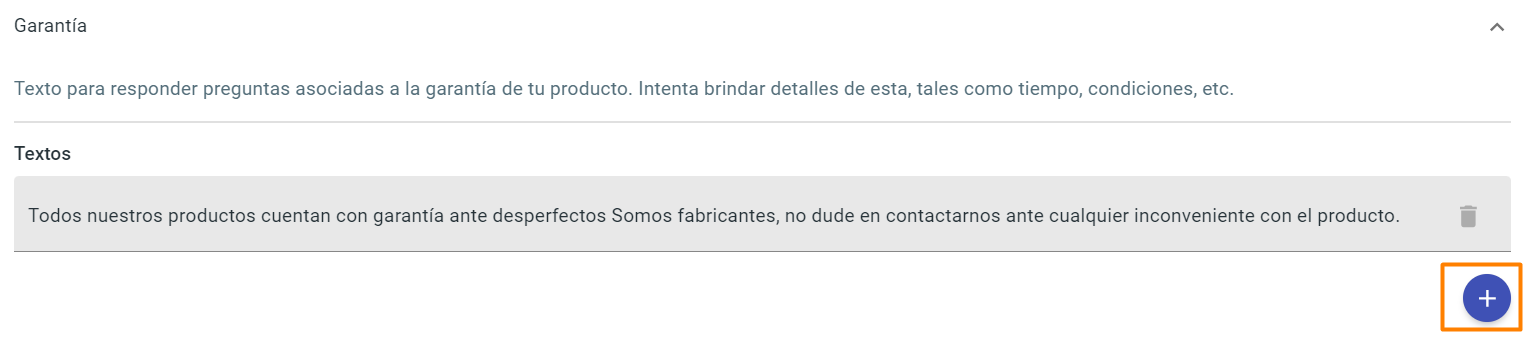 Garantía
Texto para responder preguntas asociadas a la garantía de tu producto. Intenta brindar detalles de esta, tales como tiempo, condiciones, etc.
Textos
Todos nuestros productos cuentan con garantía ante desperfectos Somos fabricantes, no dude en contactarnos ante cualquier inconveniente con el producto.